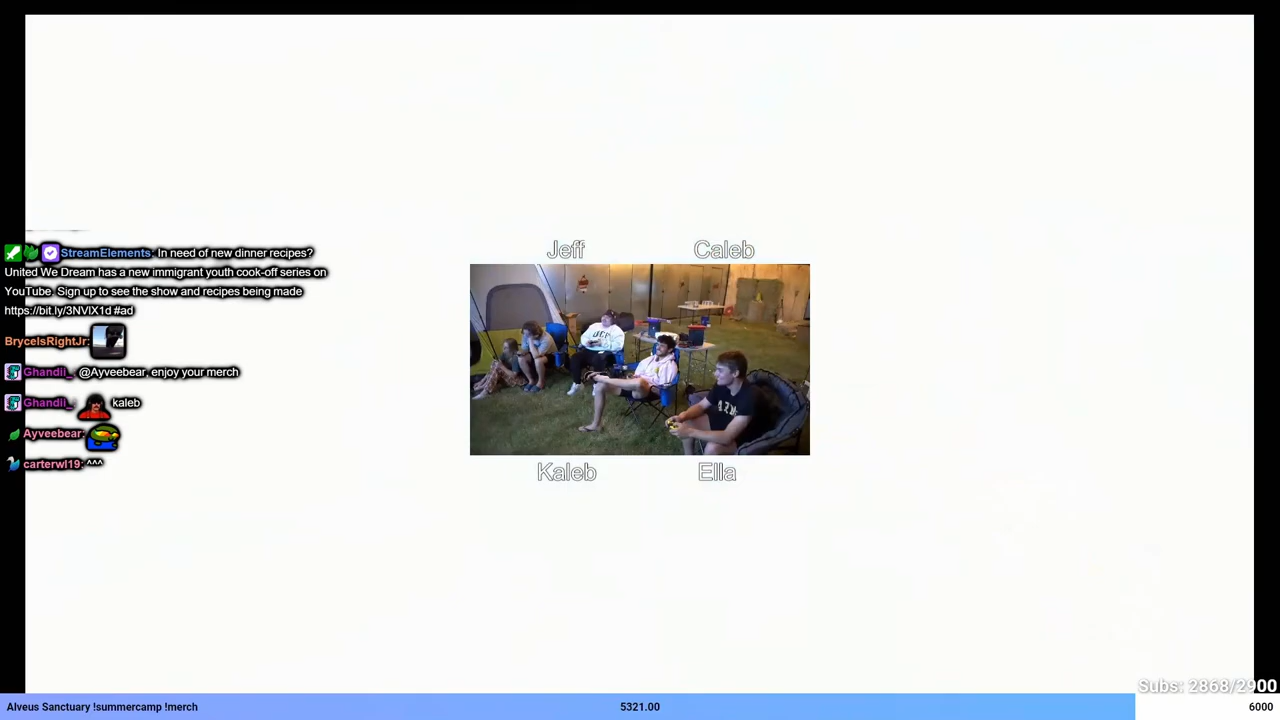 Jeff
Caleb
StreamElements: In need of new dinner recipes?
United We Dream has a new immigrant youth cook-off series on
YouTube. Sign up to see the show and recipes being made
https://bit.ly/3NVlX1d #ad
BryceIsRightJr:
Ghandii_: @Ayveebear, enjoy your merch
Ghandii_: kaleb
Ayveebear:
carterwl19: ^^^
Kaleb
Ella
Subs: 2868/2900
Alveus Sanctuary !summercamp !merch
5321.00
6000